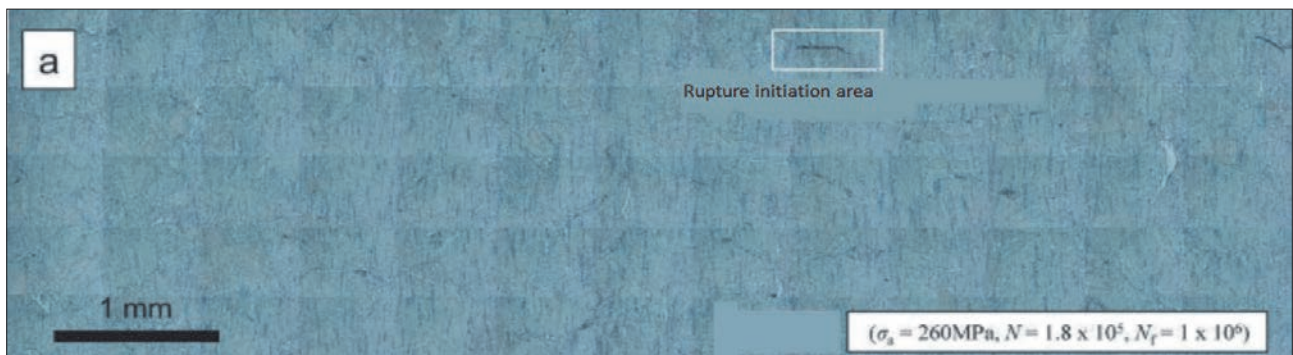 a
Rupture initiation area
1 mm
(σₐ = 260MPa, N = 1.8 x 10⁵, Nf = 1 x 10⁶)